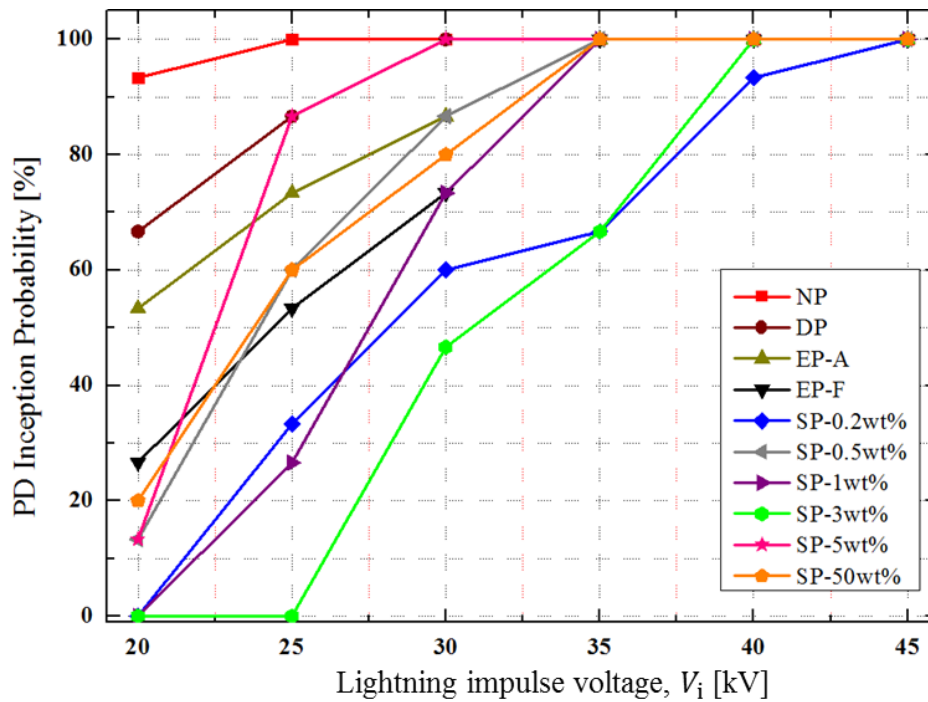 PD Inception Probability [%]
100
80
60
40
20
0
20 25 30 35 40 45
Lightning impulse voltage, Vi [kV]
NP
DP
EP-A
EP-F
SP-0.2wt%
SP-0.5wt%
SP-1wt%
SP-3wt%
SP-5wt%
SP-50wt%